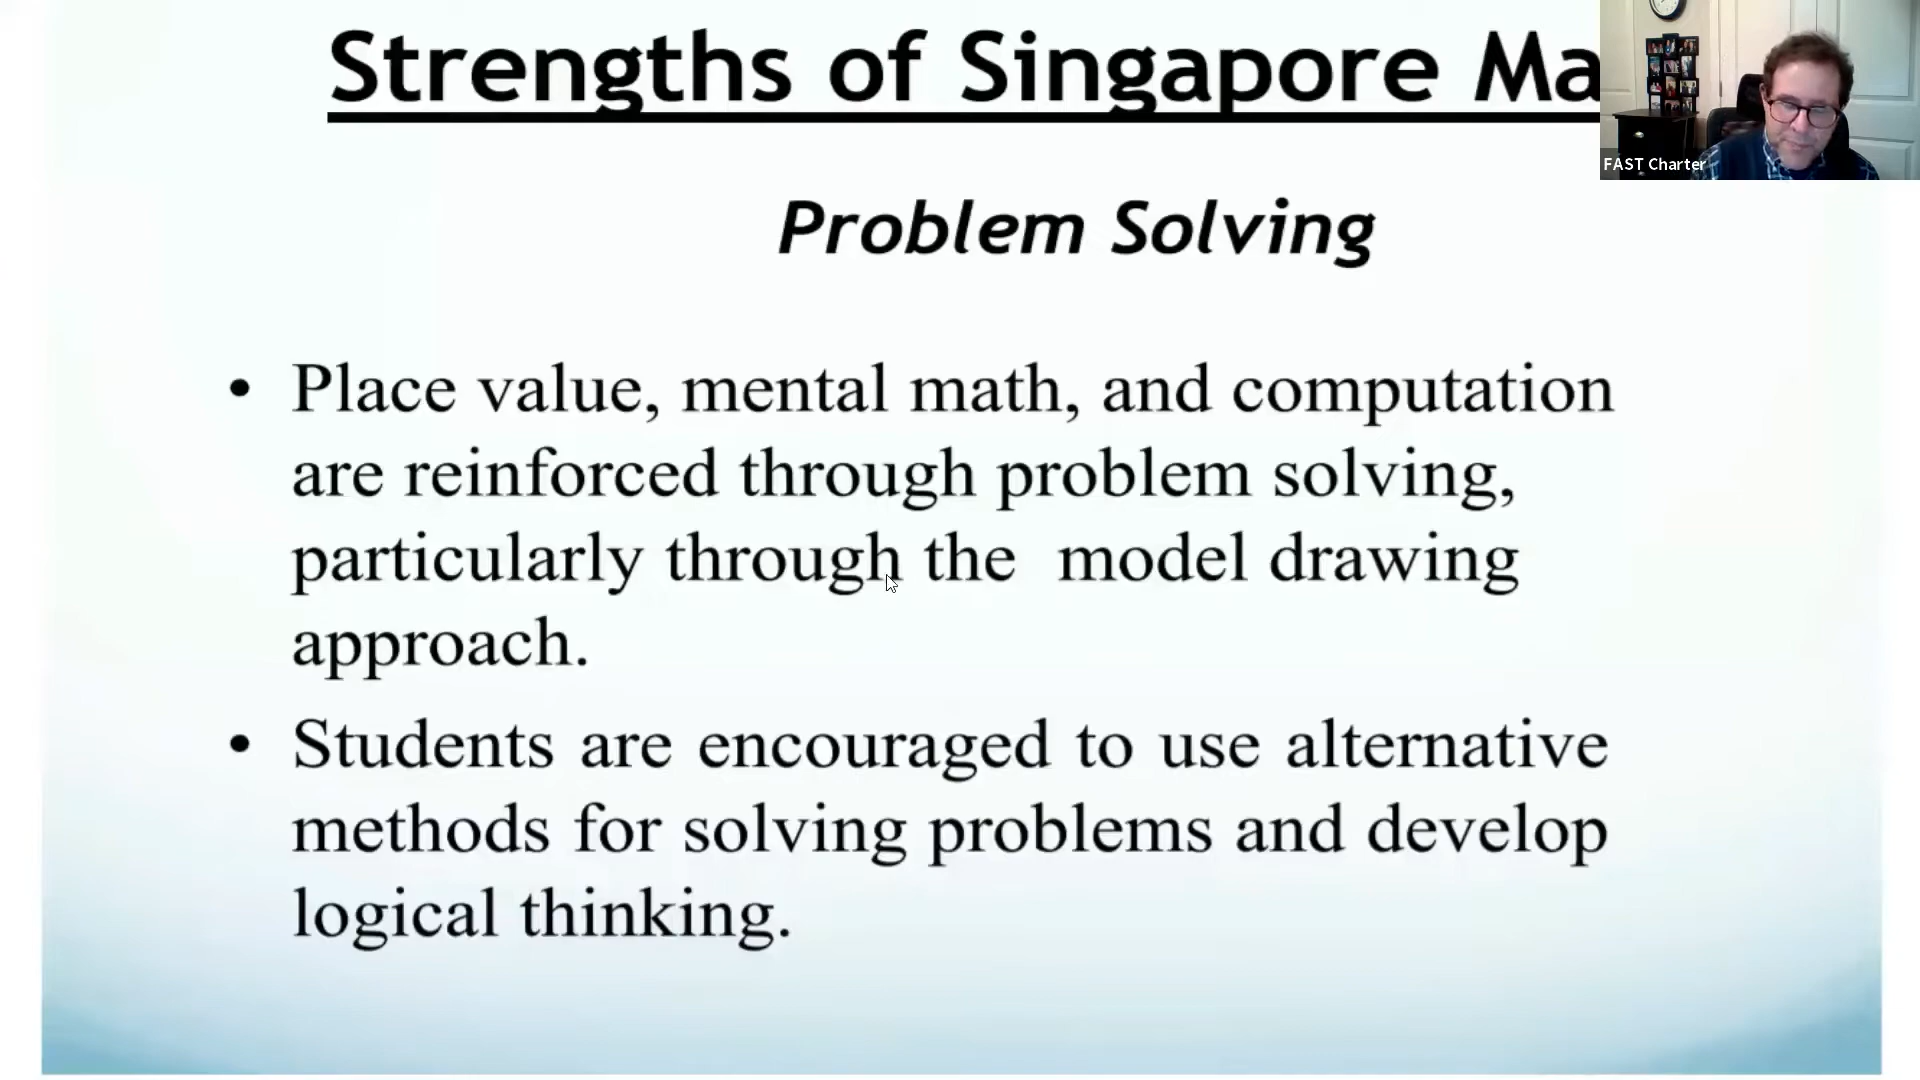 Strengths of Singapore Ma
FAST Charter
Problem Solving
• Place value, mental math, and computation
are reinforced through problem solving,
particularly through the  model drawing
approach.
• Students are encouraged to use alternative
methods for solving problems and develop
logical thinking.